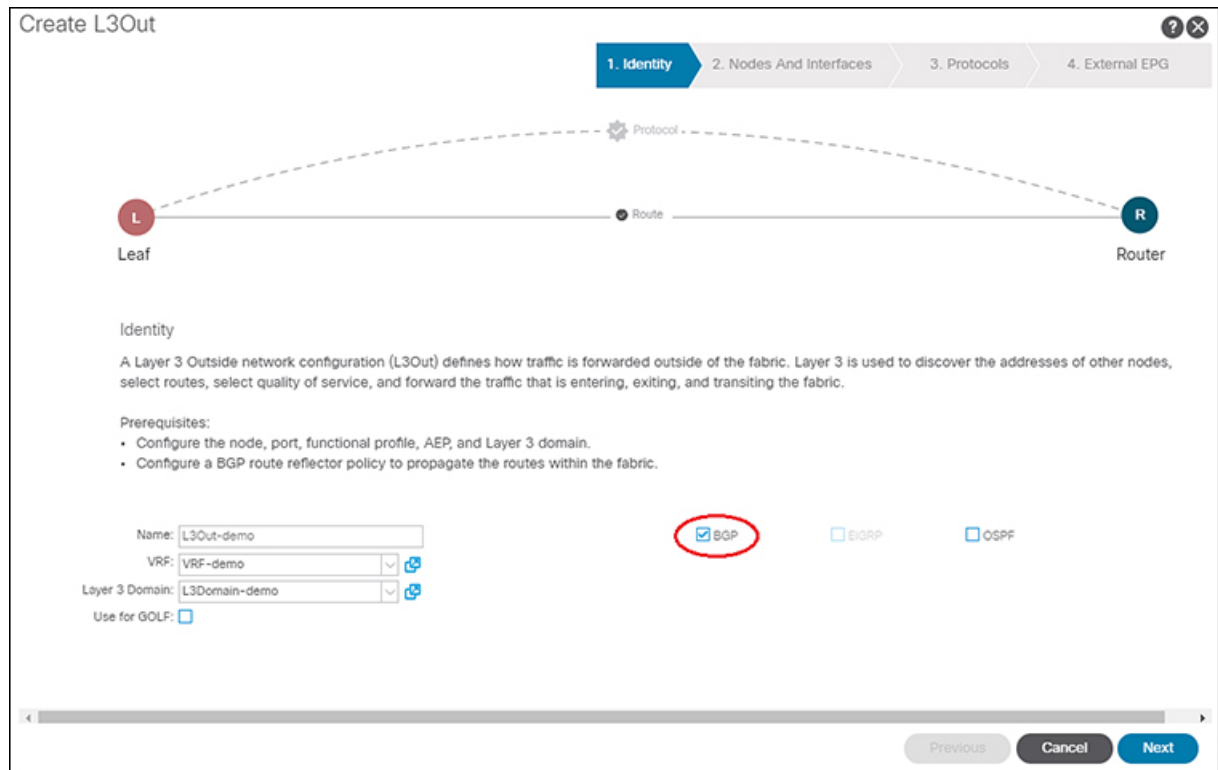 Create L3Out
?
1. Identity
2. Nodes And Interfaces
3. Protocols
4. External EPG
Protocol
L
Route
R
Leaf
Router
Identity
A Layer 3 Outside network configuration (L3Out) defines how traffic is forwarded outside of the fabric. Layer 3 is used to discover the addresses of other nodes,
select routes, select quality of service, and forward the traffic that is entering, exiting, and transiting the fabric.
Prerequisites:
• Configure the node, port, functional profile, AEP, and Layer 3 domain.
• Configure a BGP route reflector policy to propagate the routes within the fabric.
Name: L3Out-demo
BGP
EIGRP
OSPF
VRF: VRF-demo
Layer 3 Domain: L3Domain-demo
Use for GOLF:
Previous
Cancel
Next